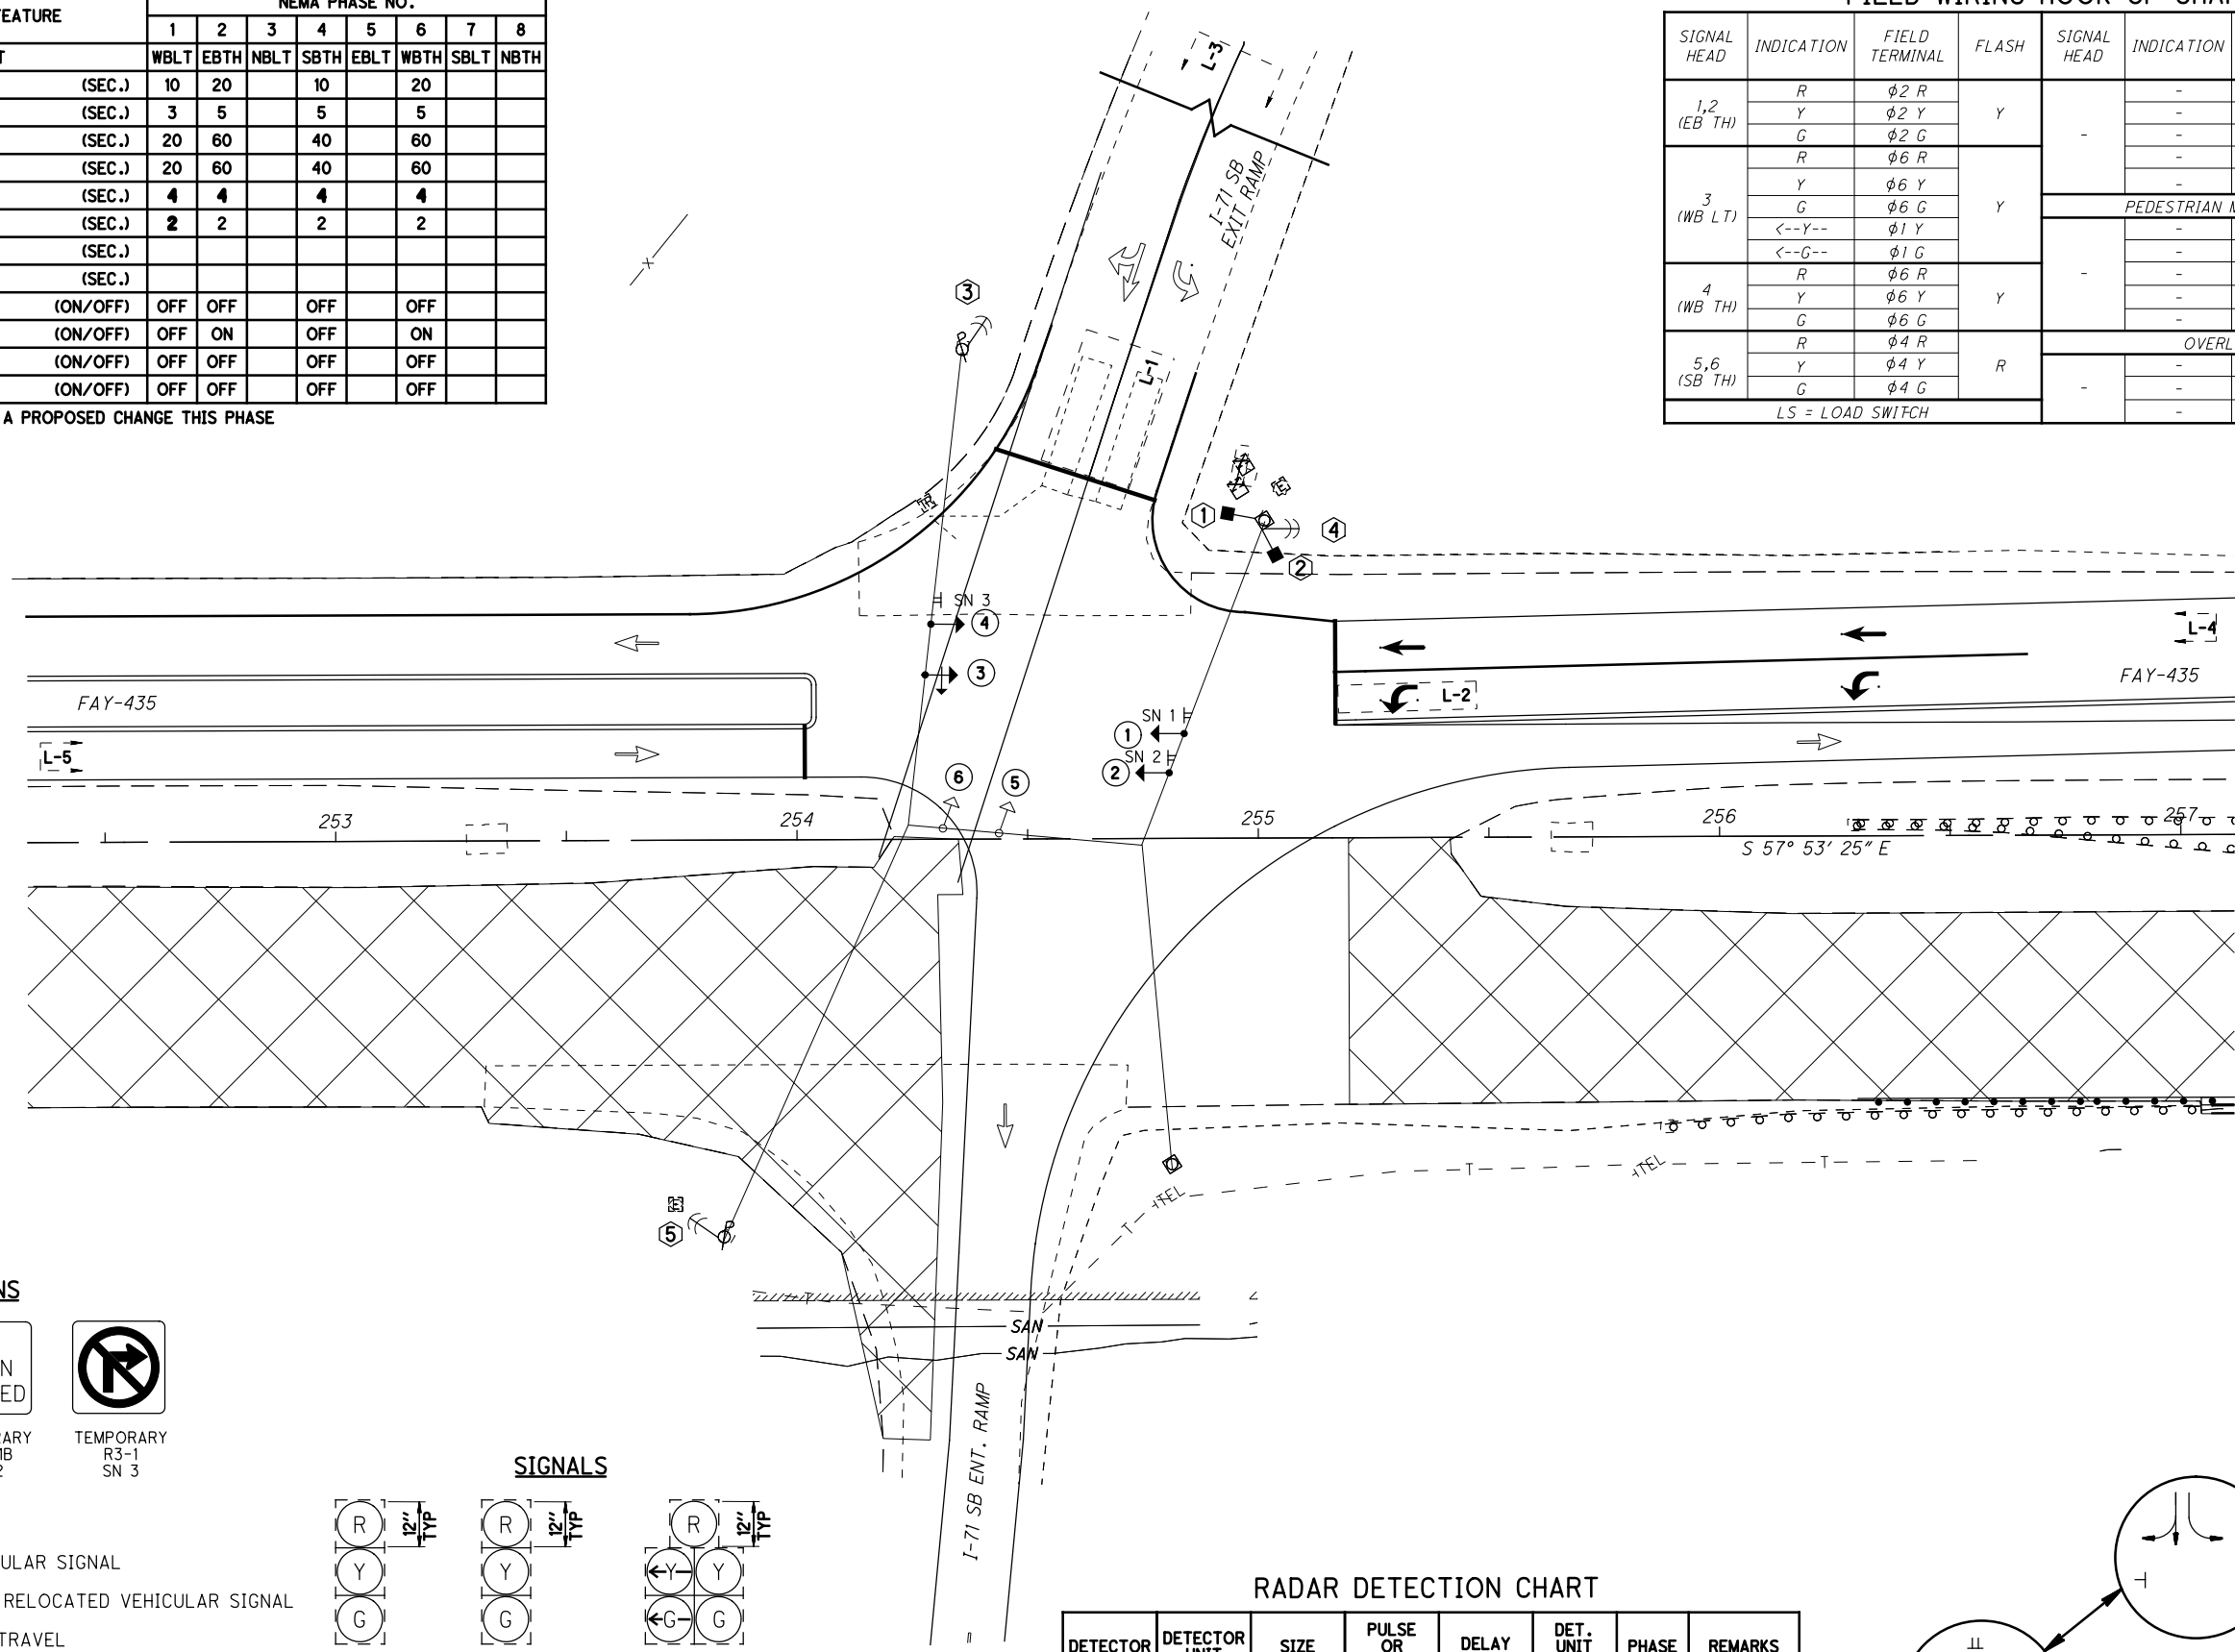 EATURE
NEMA PHASE NO.
1 2 3 4 5 6 7 8
T WBLT EBTH NBLT SBTH EBLT WBTH SBLT NBTH
(SEC.) 10 20 10 20
(SEC.) 3 5 5 5
(SEC.) 20 60 40 60
(SEC.) 20 60 40 60
(SEC.) 4 4 4 4
(SEC.) 2 2 2 2
(SEC.)
(SEC.)
(ON/OFF) OFF OFF OFF OFF
(ON/OFF) OFF ON OFF ON
(ON/OFF) OFF OFF OFF OFF
(ON/OFF) OFF OFF OFF OFF
A PROPOSED CHANGE THIS PHASE
FIELD WIRING HOOK-UP CHAR
SIGNAL HEAD INDICATION FIELD TERMINAL FLASH SIGNAL HEAD INDICATION
1,2 (EB TH) Y
R φ2 R -
Y φ2 Y -
G φ2 G - -
3 (WB LT) Y
R φ6 R -
Y φ6 Y -
G φ6 G PEDESTRIAN M
<--Y-- φ1 Y -
<--G-- φ1 G -
4 (WB TH) Y
R φ6 R - -
Y φ6 Y -
G φ6 G -
5,6 (SB TH) R
R φ4 R OVERL
Y φ4 Y -
G φ4 G - -
LS = LOAD SWITCH -
L-3
I-71 SB
EXIT RAMP
X
3
L-1
E
1
4
2
SN 3
4
3
L-4
FAY-435
L-2
FAY-435
SN 1
1
SN 2
2
L-5
6
5
253
254
255
256
257
S 57° 53' 25" E
T
T
TEL
TEL
T
T
E
5
SAN
SAN
I-71 SB ENT. RAMP
NS
N
ED
ARY
1B
2
TEMPORARY
R3-1
SN 3
SIGNALS
R R R
12" TYP
12" TYP
12" TYP
Y Y Y Y
G G G G
ULAR SIGNAL
RELOCATED VEHICULAR SIGNAL
TRAVEL
RADAR DETECTION CHART
DETECTOR DETECTOR UNIT SIZE PULSE OR DELAY DET. UNIT PHASE REMARKS